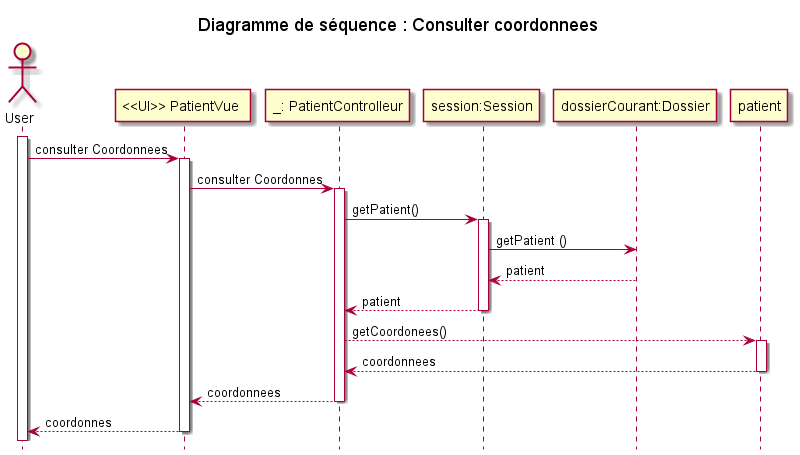 Diagramme de séquence : Consulter coordonnees
User
<<UI>> PatientVue
_: PatientControlleur
session:Session
dossierCourant:Dossier
patient
consulter Coordonnees
consulter Coordonnes
getPatient()
getPatient ()
patient
patient
getCoordonees()
coordonnees
coordonnees
coordonnes